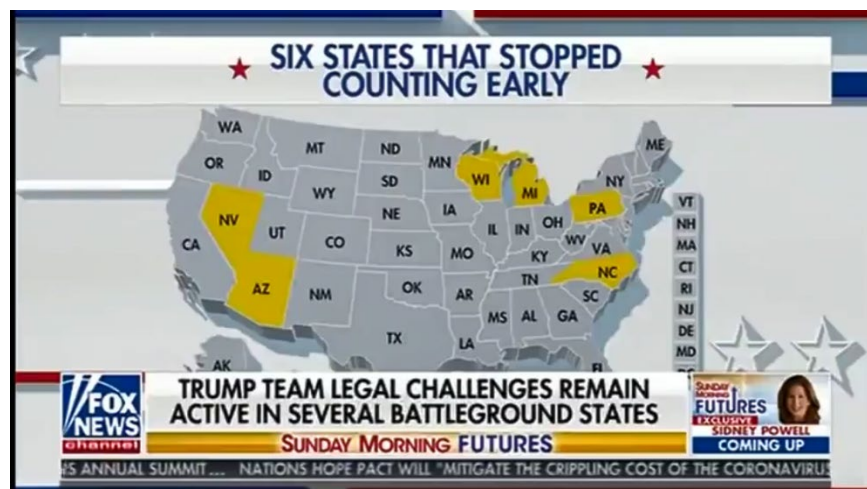 SIX STATES THAT STOPPED
COUNTING EARLY
WA
MT
ND
MN
ME
OR
ID
SD
WI
MI
NY
WY
NV
NE
IA
PA
VT
UT
CO
IL
IN
OH
NH
CA
KS
MO
WV
VA
MA
KY
CT
AZ
NM
OK
AR
TN
NC
RI
SC
NJ
MS
AL
GA
TX
LA
DE
MD
AK
FOX
NEWS
channel
TRUMP TEAM LEGAL CHALLENGES REMAIN
ACTIVE IN SEVERAL BATTLEGROUND STATES
SUNDAY MORNING FUTURES
SUNDAY
MORNING
FUTURES
EXCLUSIVE
SIDNEY POWELL
COMING UP
ANNUAL SUMMIT... NATIONS HOPE PACT WILL "MITIGATE THE CRIPPLING COST OF THE CORONAVIRUS